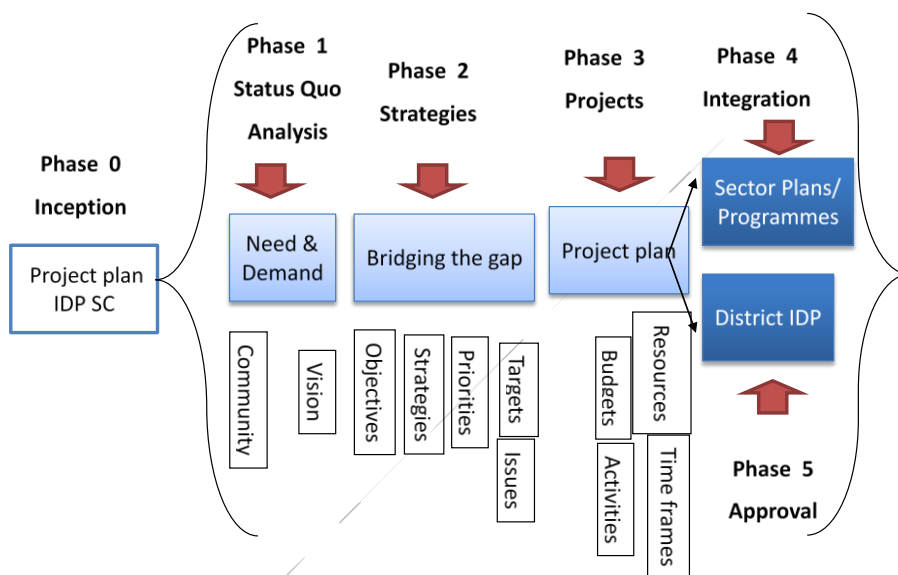 Phase 0
Inception
Project plan
IDP SC
Phase 1
Status Quo
Analysis
Need &
Demand
Community
Vision
Phase 2
Strategies
Bridging the gap
Objectives
Strategies
Priorities
Targets
Issues
Phase 3
Projects
Project plan
Budgets
Resources
Activities
Time frames
Phase 4
Integration
Sector Plans/
Programmes
District IDP
Phase 5
Approval